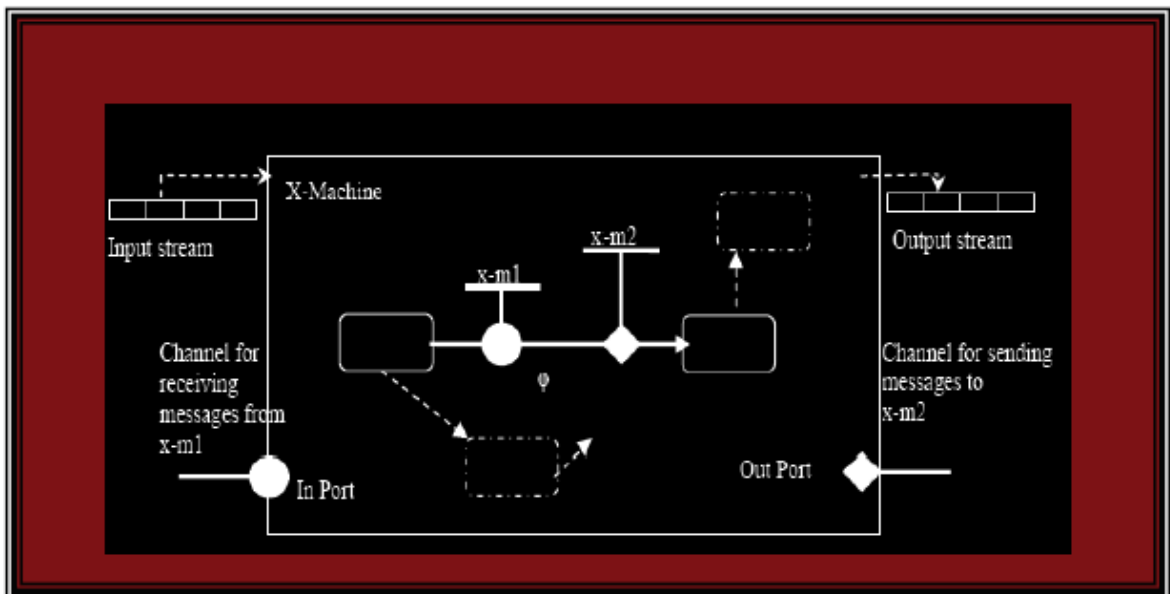 X-Machine
Input stream
x-m1
x-m2
Output stream
φ
Channel for
receiving
messages from
x-m1
In Port
Channel for sending
messages to
x-m2
Out Port